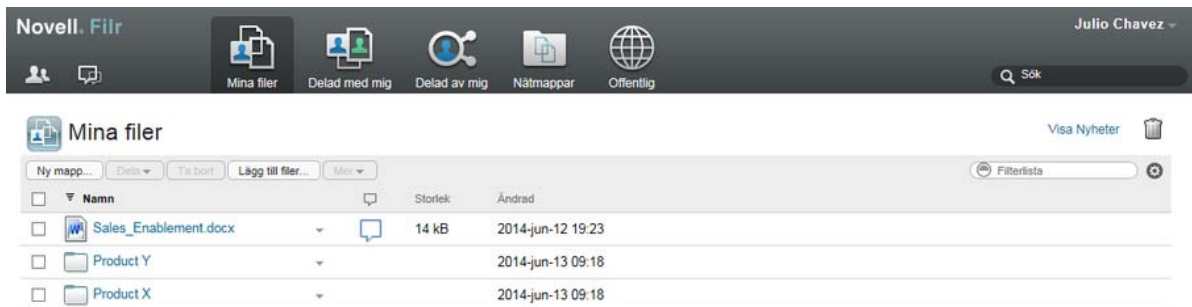 Novell. Filr
Julio Chavez
Mina filer
Delad med mig
Delad av mig
Nätmappar
Offentlig
Sök
Mina filer
Visa Nyheter
Ny mapp... Dela Ta bort Lägg till filer... Mer
Filterlista
Namn Storlek Ändrad
Sales_Enablement.docx 14 kB 2014-jun-12 19:23
Product Y 2014-jun-13 09:18
Product X 2014-jun-13 09:18